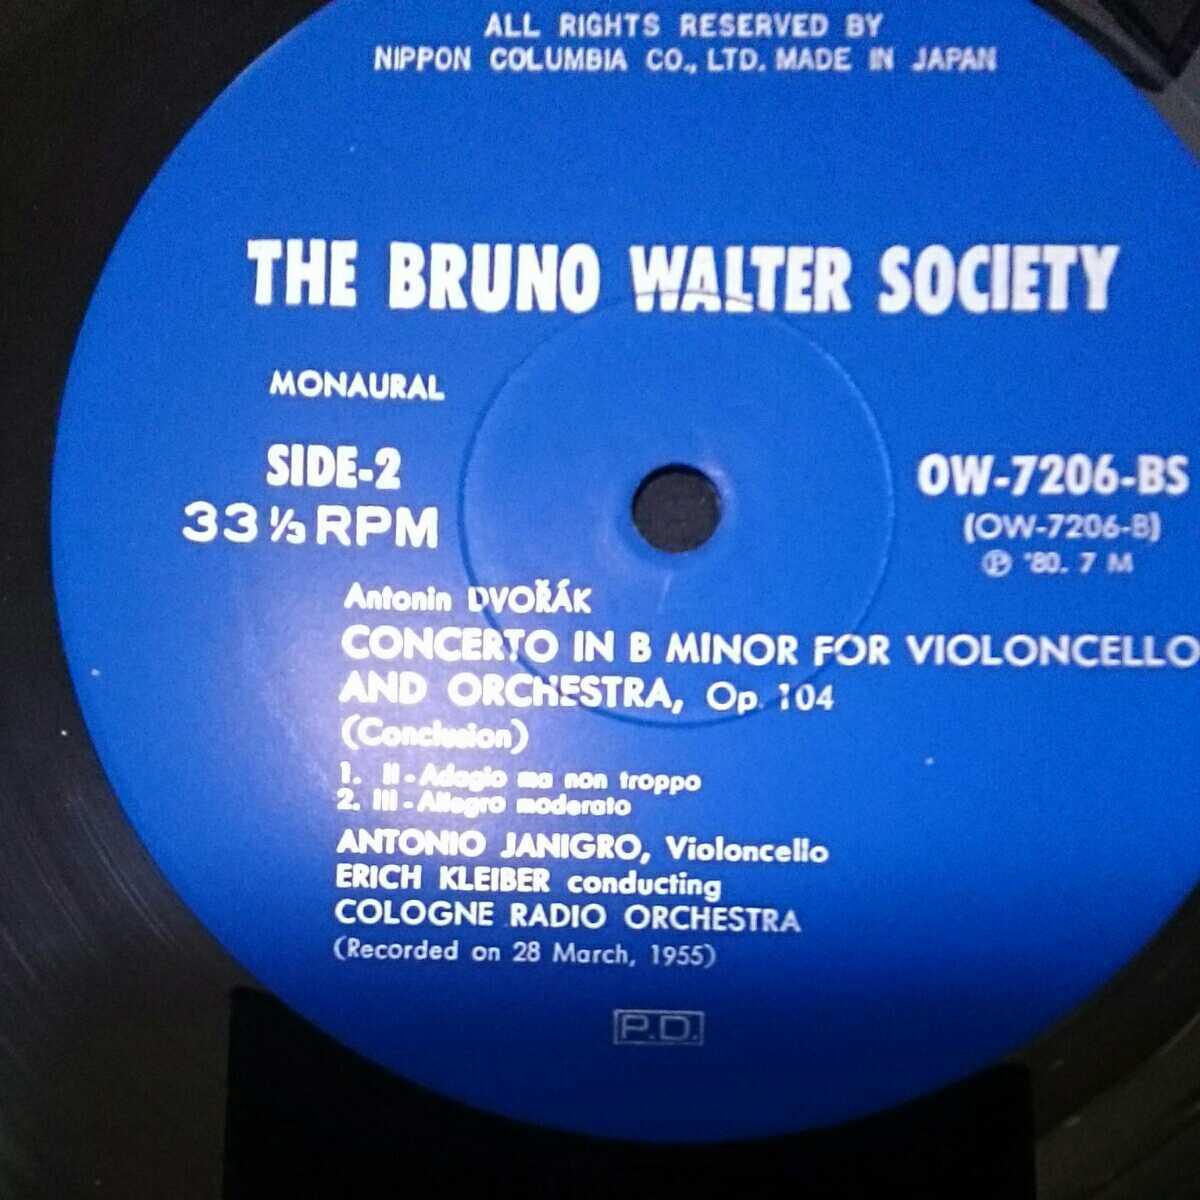 ALL RIGHTS RESERVED BY
NIPPON COLUMBIA CO., LTD. MADE IN JAPAN
THE BRUNO WALTER SOCIETY
MONAURAL
SIDE-2
33 ⅓ RPM
OW-7206-BS
(OW-7206-B)
Ⓟ '80. 7 M
Antonin DVOŘÁK
CONCERTO IN B MINOR FOR VIOLONCELLO
AND ORCHESTRA, Op. 104
(Conclusion)
1. II - Adagio ma non troppo
2. III - Allegro moderato
ANTONIO JANIGRO, Violoncello
ERICH KLEIBER conducting
COLOGNE RADIO ORCHESTRA
(Recorded on 28 March, 1955)
P.D.